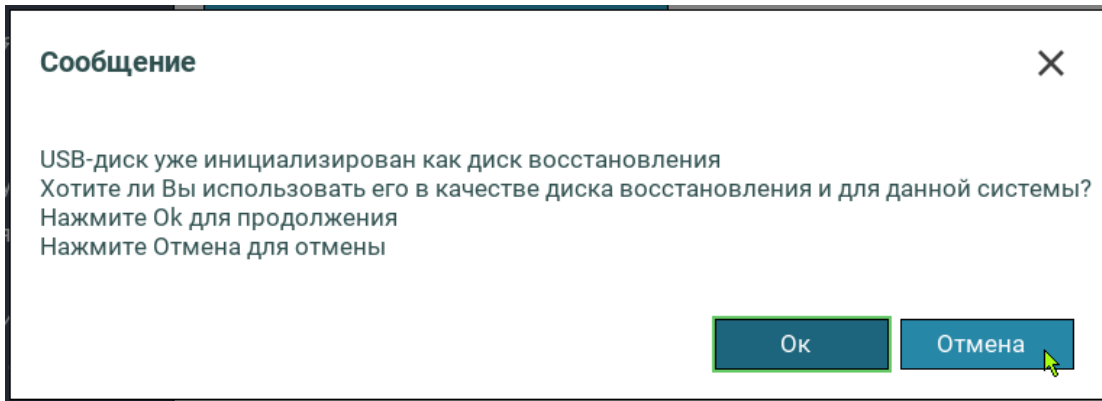 Сообщение
USB-диск уже инициализирован как диск восстановления
Хотите ли Вы использовать его в качестве диска восстановления и для данной системы?
Нажмите Ok для продолжения
Нажмите Отмена для отмены
Ок
Отмена